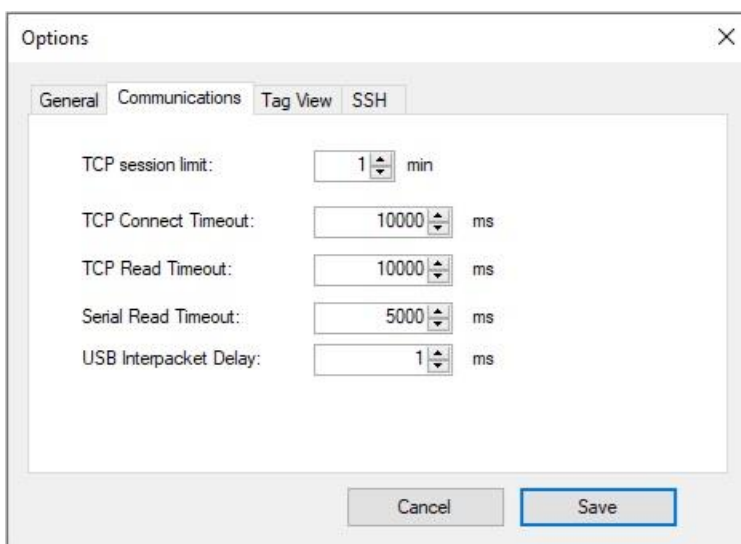 Options
General Communications Tag View SSH
TCP session limit: 1 min
TCP Connect Timeout: 10000 ms
TCP Read Timeout: 10000 ms
Serial Read Timeout: 5000 ms
USB Interpacket Delay: 1 ms
Cancel Save